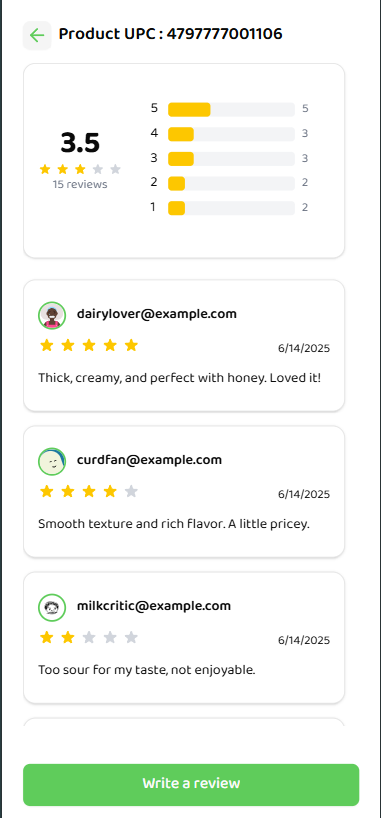 Product UPC : 4797777001106
5 5
4 3
3.5
3 3
15 reviews
2 2
1 2
dairylover@example.com
6/14/2025
Thick, creamy, and perfect with honey. Loved it!
curdfan@example.com
6/14/2025
Smooth texture and rich flavor. A little pricey.
milkcritic@example.com
6/14/2025
Too sour for my taste, not enjoyable.
Write a review